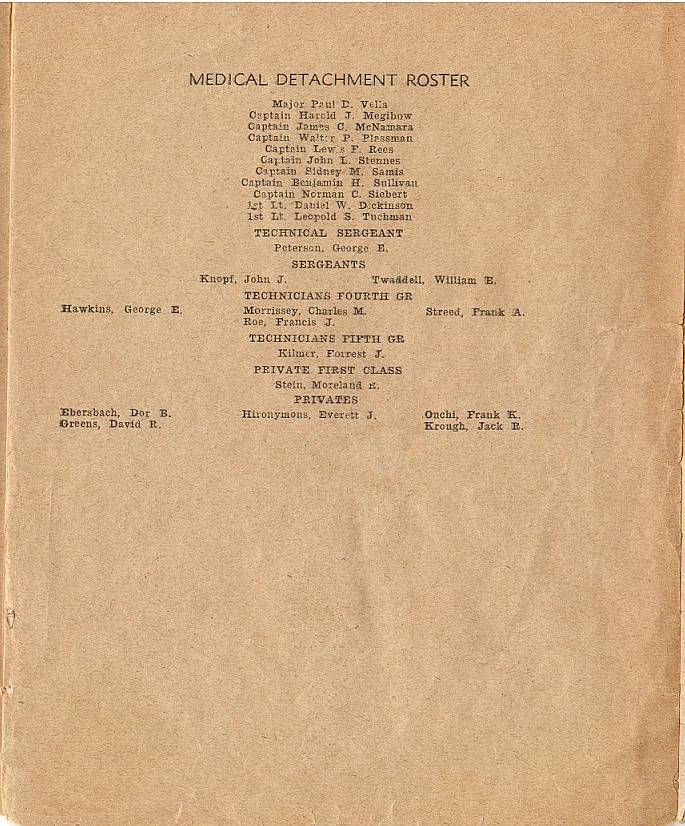 MEDICAL DETACHMENT ROSTER
Major Paul D. Vella
Captain Harold J. Megibow
Captain James C. McNamara
Captain Walter P. Plassman
Captain Lewis F. Rees
Captain John L. Stennes
Captain Sidney M. Samis
Captain Benjamin H. Sullivan
Captain Norman C. Siebert
1st Lt. Daniel W. Dickinson
1st Lt. Leopold S. Tuchman
TECHNICAL SERGEANT
Peterson, George E.
SERGEANTS
Knopf, John J. Twaddell, William E.
TECHNICIANS FOURTH GR
Hawkins, George E. Morrissey, Charles M. Streed, Frank A.
Roe, Francis J.
TECHNICIANS FIFTH GR
Kilmer, Forrest J.
PRIVATE FIRST CLASS
Stein, Moreland
PRIVATES
Ebersbach, Dor B. Hironymous, Everett J. Onchi, Frank K.
Greens, David R. Krough, Jack R.